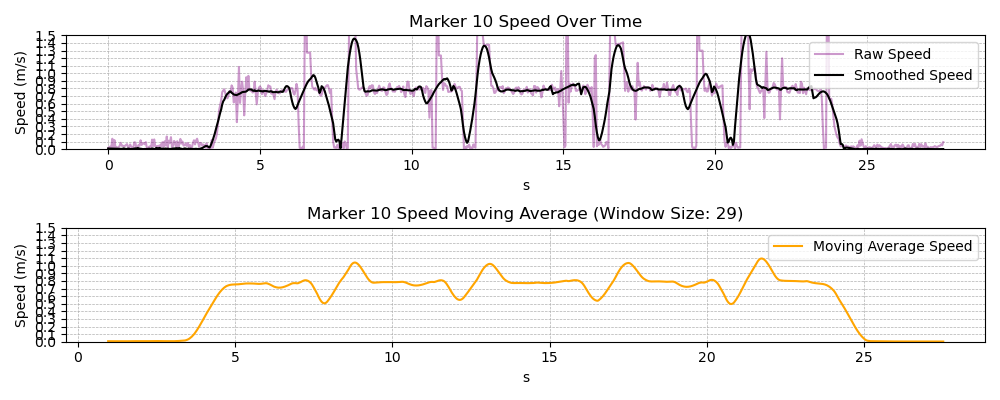 Marker 10 Speed Over Time
Speed (m/s)
1.5
1.4
1.3
1.2
1.1
1.0
0.9
0.8
0.7
0.6
0.5
0.4
0.3
0.2
0.1
0.0
Raw Speed
Smoothed Speed
0 5 10 15 20 25
s
Marker 10 Speed Moving Average (Window Size: 29)
Speed (m/s)
1.5
1.4
1.3
1.2
1.1
1.0
0.9
0.8
0.7
0.6
0.5
0.4
0.3
0.2
0.1
0.0
Moving Average Speed
0 5 10 15 20 25
s